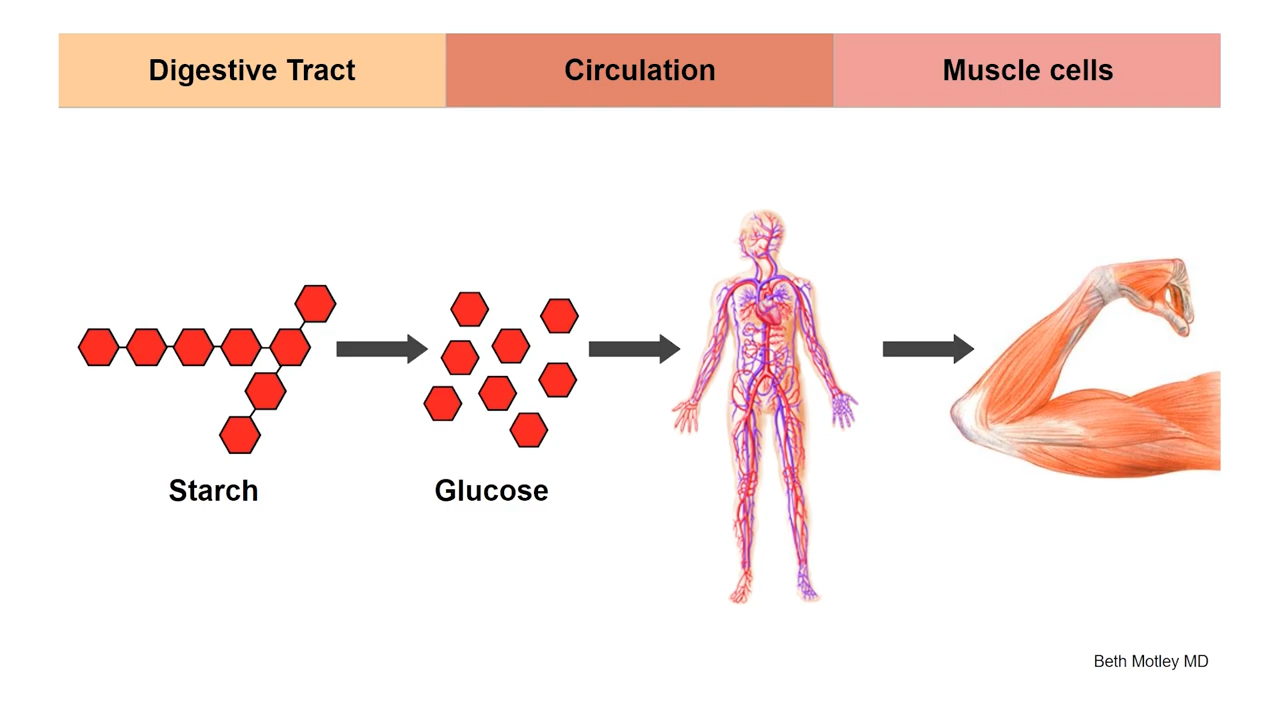 Digestive Tract
Circulation
Muscle cells
Starch
Glucose
Beth Motley MD